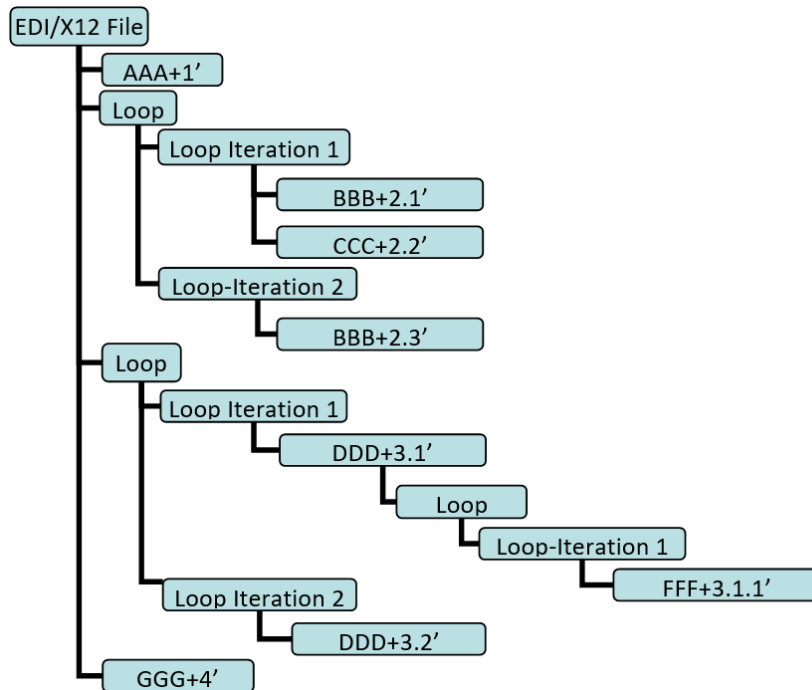 EDI/X12 File
AAA+1’
Loop
Loop Iteration 1
BBB+2.1’
CCC+2.2’
Loop-Iteration 2
BBB+2.3’
Loop
Loop Iteration 1
DDD+3.1’
Loop
Loop-Iteration 1
FFF+3.1.1’
Loop Iteration 2
DDD+3.2’
GGG+4’